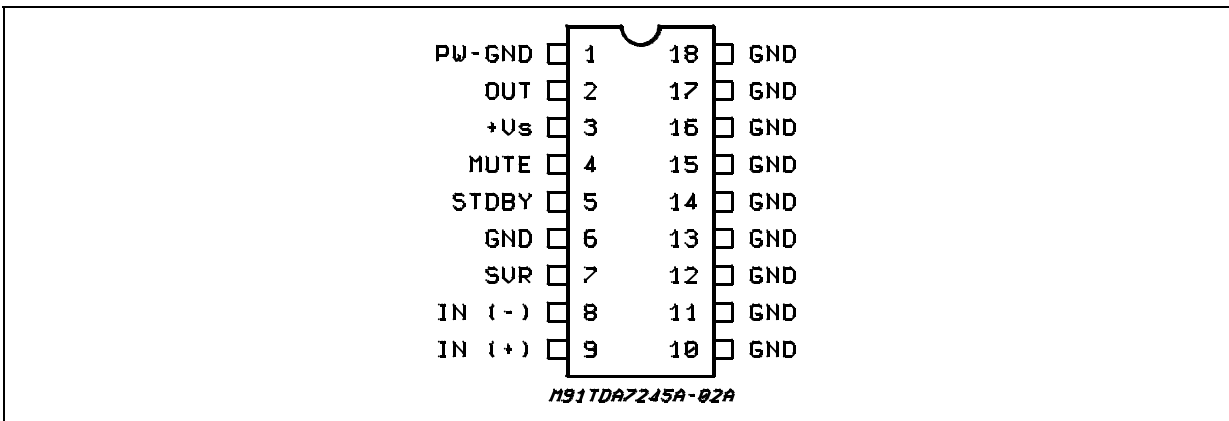 PW-GND 1 18 GND
OUT 2 17 GND
+Vs 3 16 GND
MUTE 4 15 GND
STDBY 5 14 GND
GND 6 13 GND
SVR 7 12 GND
IN (-) 8 11 GND
IN (+) 9 10 GND
M91TDA7245A-02A